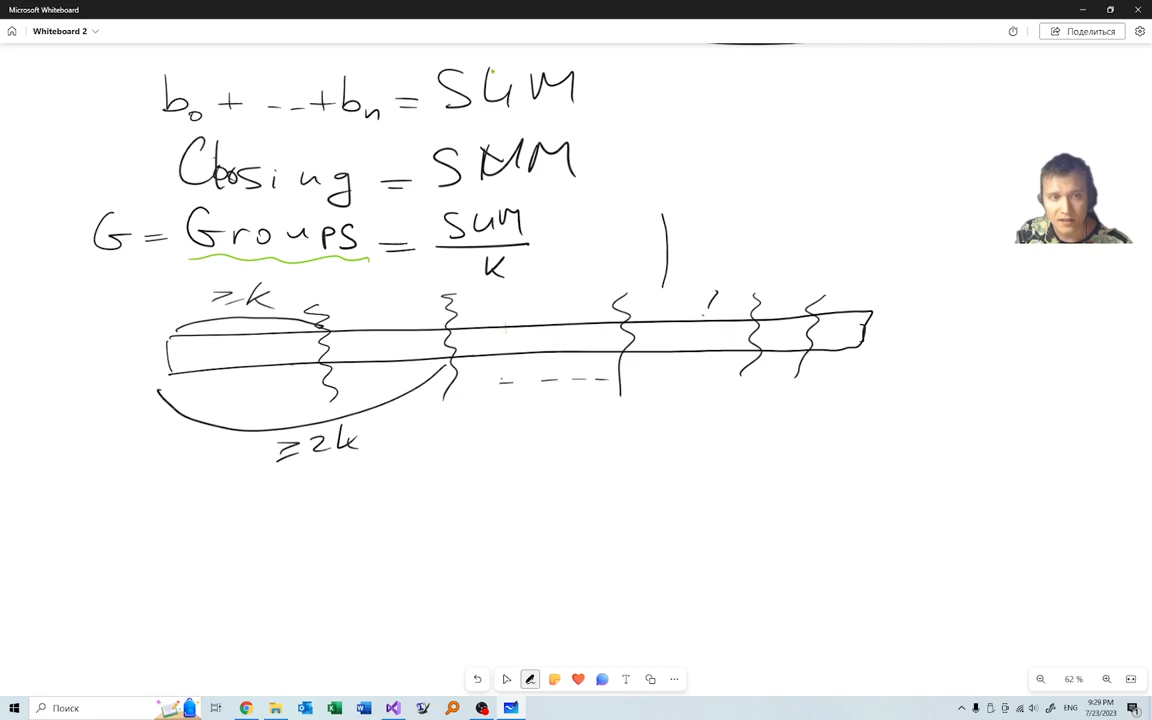 Microsoft Whiteboard
Whiteboard 2
Поделиться
b₀ + --+bₙ = SUM
Closing = SUM
G = Groups = SUM
K
≥k
≥2k
62 %
Поиск
ENG
9:29 PM
7/23/2023